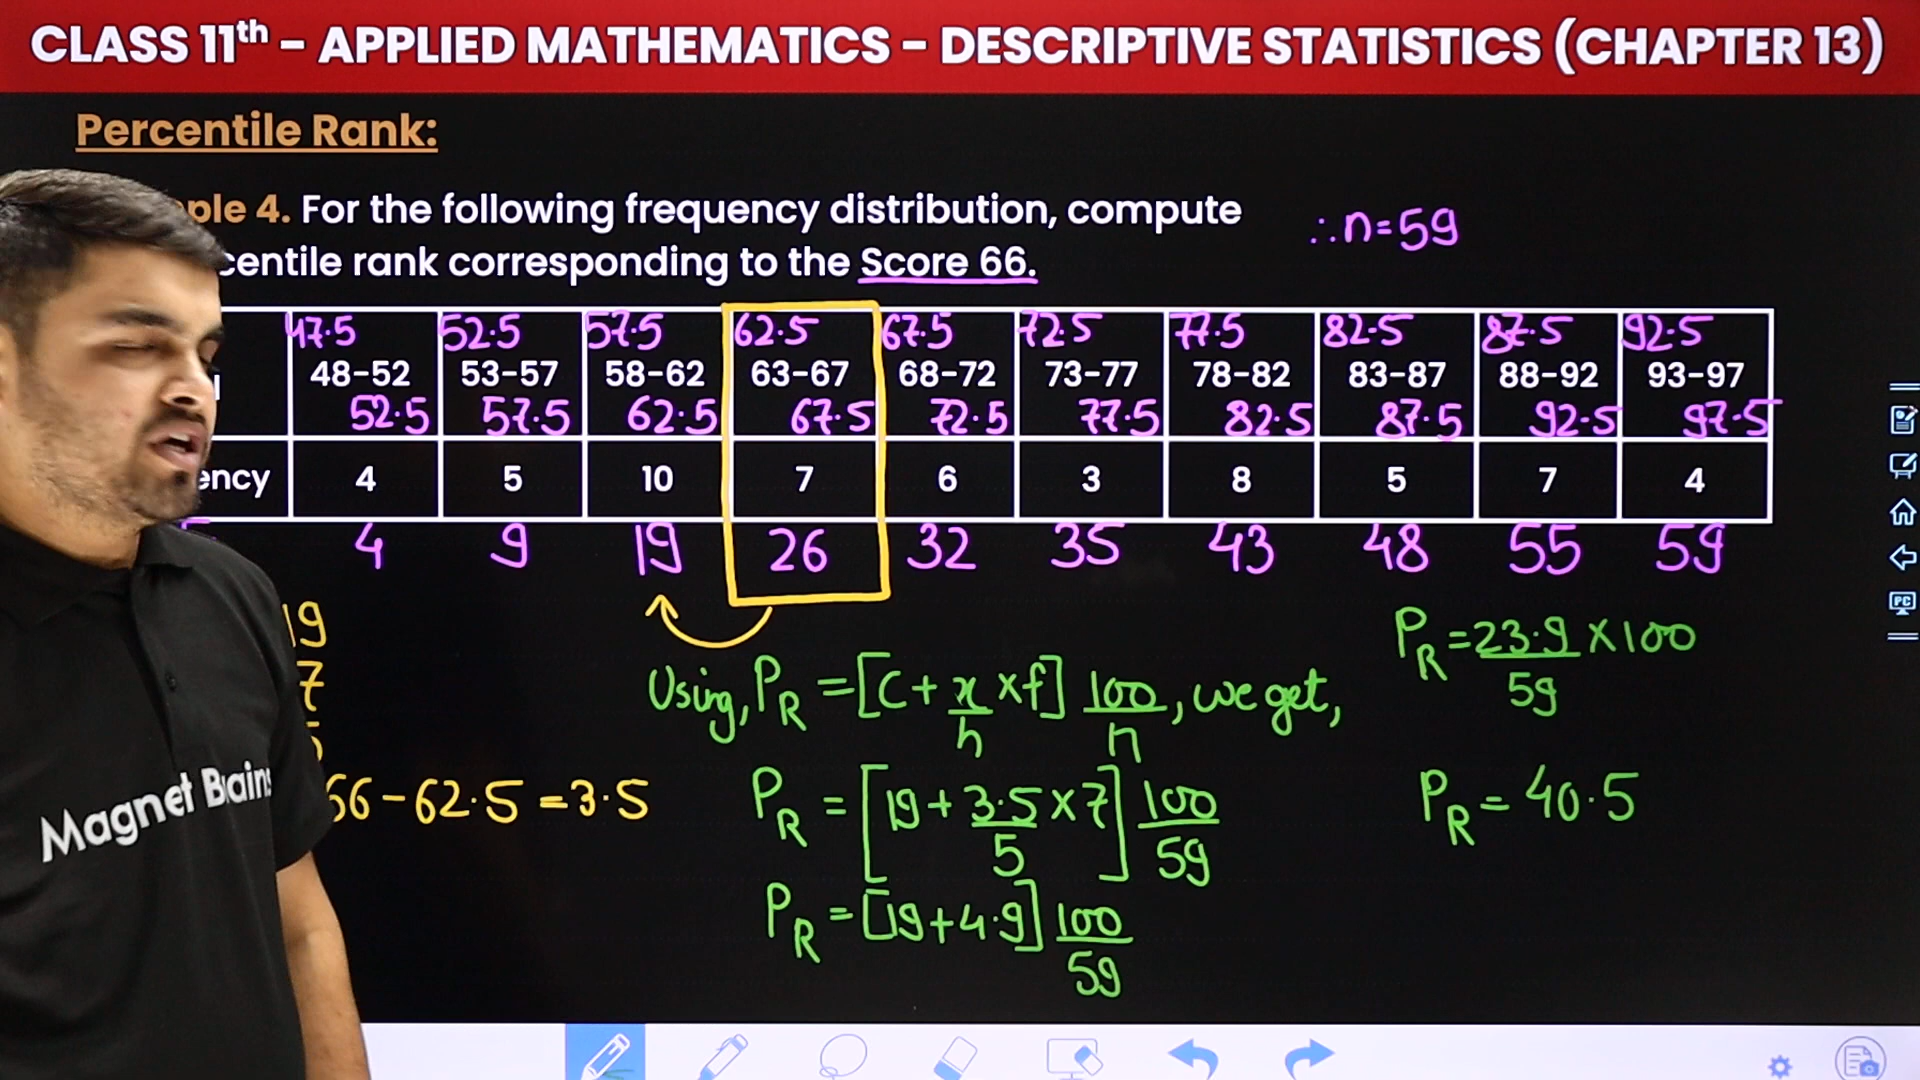 CLASS 11th - APPLIED MATHEMATICS - DESCRIPTIVE STATISTICS (CHAPTER 13)
Percentile Rank:
ple 4. For the following frequency distribution, compute
centile rank corresponding to the Score 66.
∴n=59
47.5 52.5 57.5 62.5 67.5 72.5 77.5 82.5 87.5 92.5
48-52 53-57 58-62 63-67 68-72 73-77 78-82 83-87 88-92 93-97
52.5 57.5 62.5 67.5 72.5 77.5 82.5 87.5 92.5 97.5
ency 4 5 10 7 6 3 8 5 7 4
4 9 19 26 32 35 43 48 55 59
19
7
66-62.5=3.5
Using, PR = [C+x/h×f] 100/n, we get,
PR = [19+3.5/5×7] 100/59
PR = [19+4.9] 100/59
PR = 23.9/59 ×100
PR = 40.5
Magnet Brains
PC